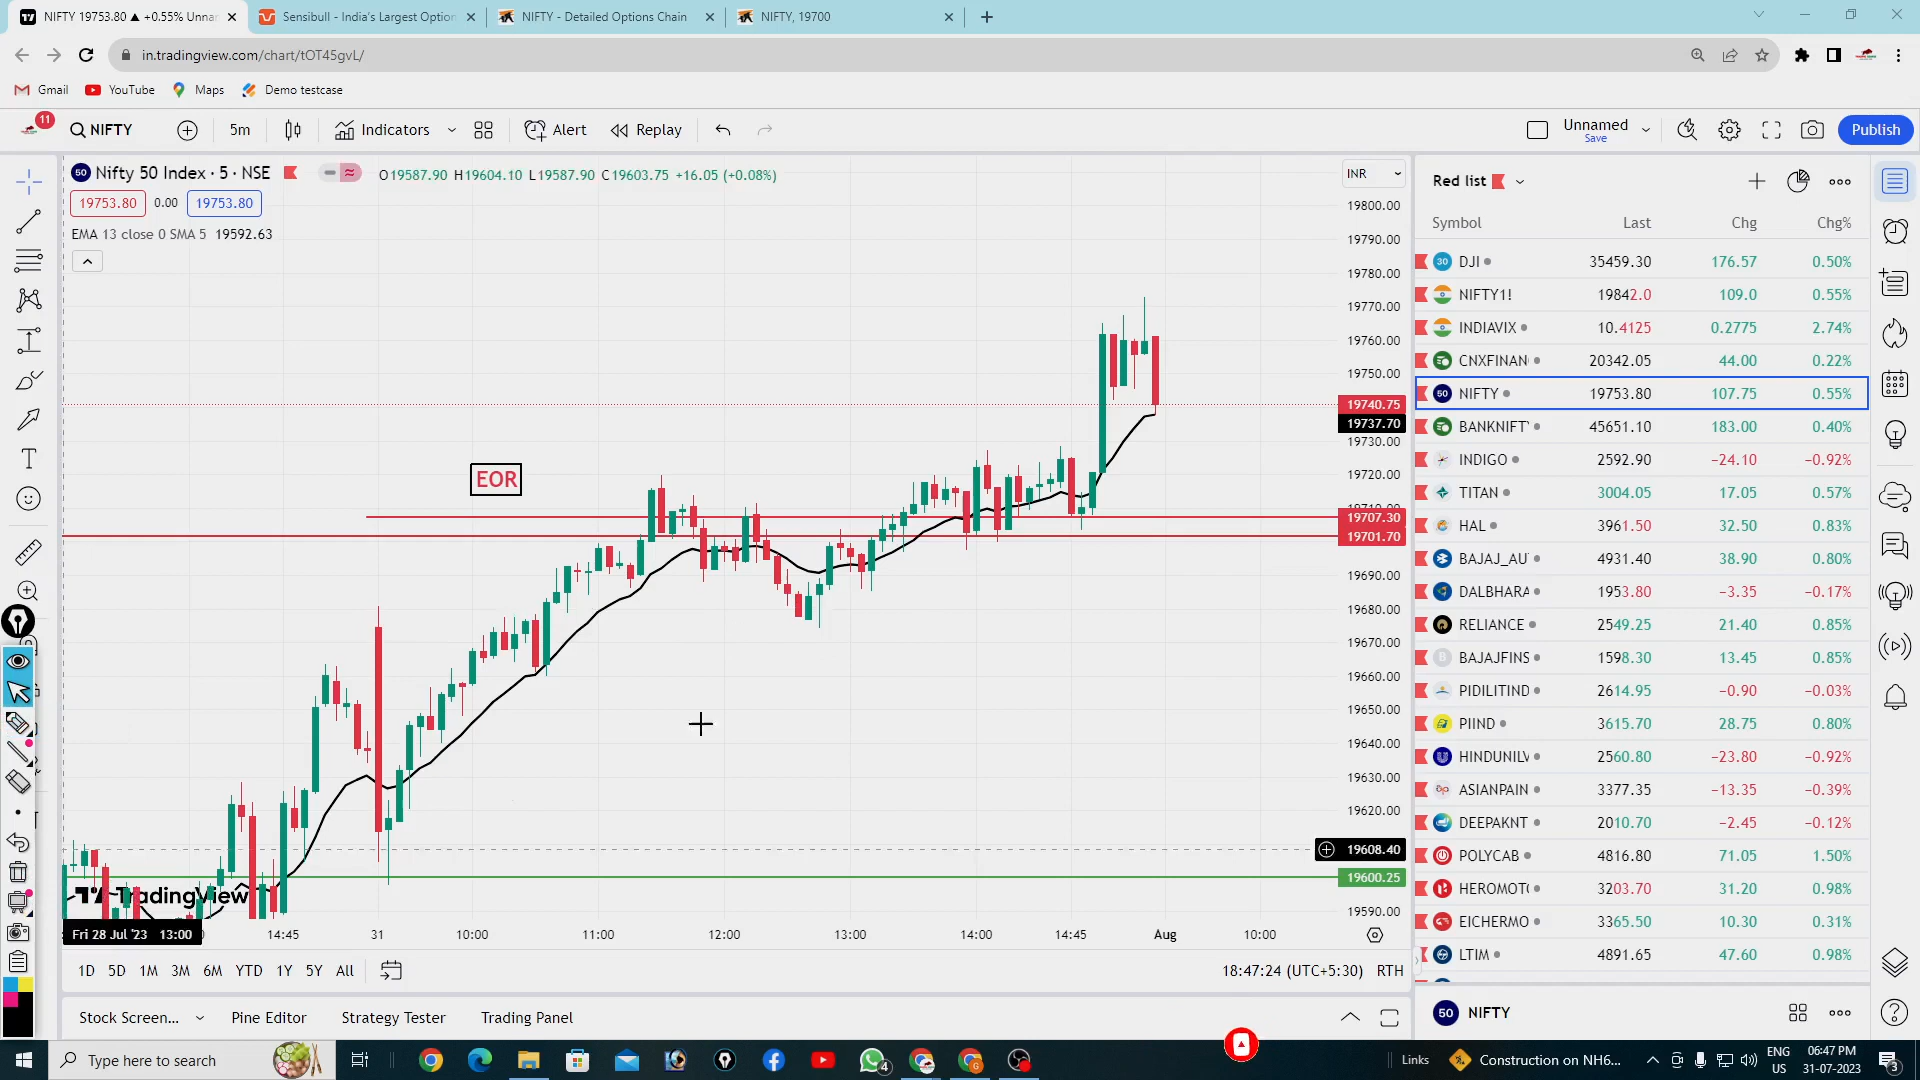 NIFTY 19753.80 ▲ +0.55% Unnar
Sensibull - India's Largest Option
NIFTY - Detailed Options Chain
NIFTY, 19700
in.tradingview.com/chart/tOT45gvL/
Gmail YouTube Maps Demo testcase
11
NIFTY 5m Indicators Alert Replay
Unnamed
Save
Publish
50 Nifty 50 Index · 5 · NSE O19587.90 H19604.10 L19587.90 C19603.75 +16.05 (+0.08%)
19753.80 0.00 19753.80
EMA 13 close 0 SMA 5 19592.63
EOR
INR
19800.00
19790.00
19780.00
19770.00
19760.00
19750.00
19740.75
19737.70
19730.00
19720.00
19707.30
19701.70
19690.00
19680.00
19670.00
19660.00
19650.00
19640.00
19630.00
19620.00
19608.40
19600.25
19590.00
TradingView
Fri 28 Jul '23 13:00 14:45 31 10:00 11:00 12:00 13:00 14:00 14:45 Aug 10:00
1D 5D 1M 3M 6M YTD 1Y 5Y All
18:47:24 (UTC+5:30) RTH
Stock Screen... Pine Editor Strategy Tester Trading Panel
Red list
Symbol Last Chg Chg%
30 DJI 35459.30 176.57 0.50%
NIFTY1! 19842.0 109.0 0.55%
INDIAVIX 10.4125 0.2775 2.74%
CNXFINAN 20342.05 44.00 0.22%
50 NIFTY 19753.80 107.75 0.55%
BANKNIFT 45651.10 183.00 0.40%
INDIGO 2592.90 −24.10 −0.92%
TITAN 3004.05 17.05 0.57%
HAL 3961.50 32.50 0.83%
BAJAJ_AU 4931.40 38.90 0.80%
DALBHARA 1953.80 −3.35 −0.17%
RELIANCE 2549.25 21.40 0.85%
B BAJAJFINS 1598.30 13.45 0.85%
PIDILITIND 2614.95 −0.90 −0.03%
PIIND 3615.70 28.75 0.80%
HINDUNILV 2560.80 −23.80 −0.92%
ASIANPAIN 3377.35 −13.35 −0.39%
DEEPAKNT 2010.70 −2.45 −0.12%
POLYCAB 4816.80 71.05 1.50%
HEROMOTO 3203.70 31.20 0.98%
EICHERMO 3365.50 10.30 0.31%
LTIM 4891.65 47.60 0.98%
50 NIFTY
Type here to search
4
Links
Construction on NH6...
ENG
US
06:47 PM
31-07-2023
3